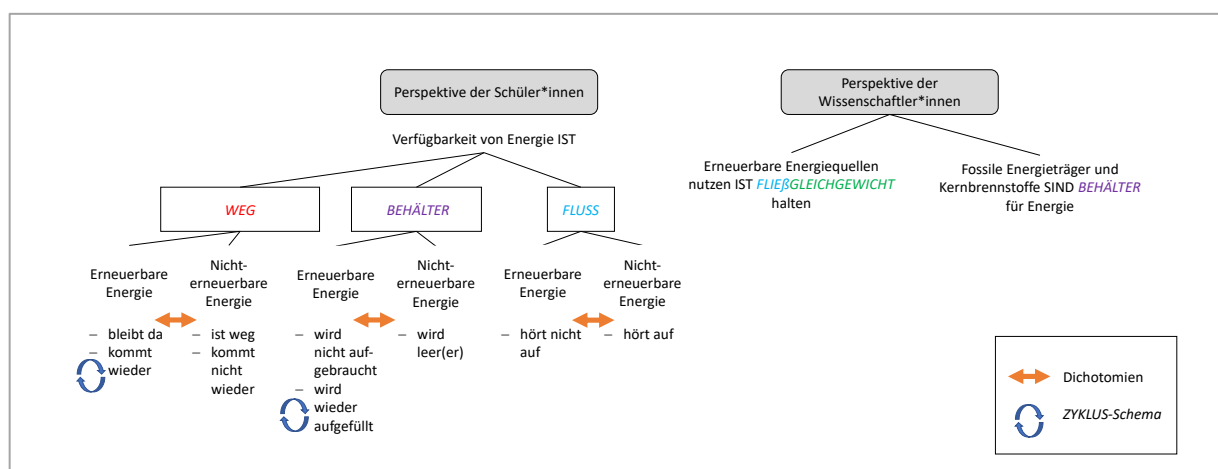 Perspektive der Schüler*innen
Verfügbarkeit von Energie IST
WEG
BEHÄLTER
FLUSS
Erneuerbare
Energie
– bleibt da
– kommt
wieder
Nicht-
erneuerbare
Energie
– ist weg
– kommt
nicht
wieder
Erneuerbare
Energie
– wird
nicht auf-
gebraucht
– wird
wieder
aufgefüllt
Nicht-
erneuerbare
Energie
– wird
leer(er)
Erneuerbare
Energie
– hört nicht
auf
Nicht-
erneuerbare
Energie
– hört auf
Perspektive der
Wissenschaftler*innen
Erneuerbare Energiequellen
nutzen IST FLIEßGLEICHGEWICHT
halten
Fossile Energieträger und
Kernbrennstoffe SIND BEHÄLTER
für Energie
Dichotomien
ZYKLUS-Schema